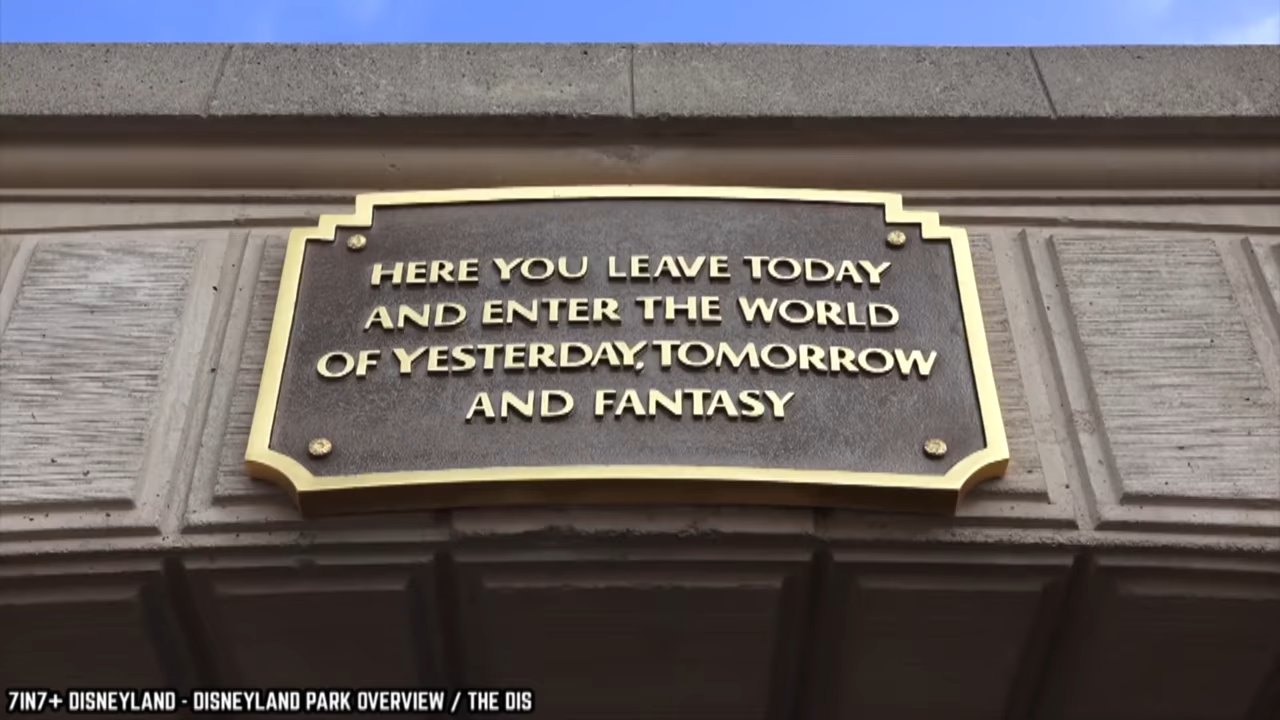 HERE YOU LEAVE TODAY
AND ENTER THE WORLD
OF YESTERDAY, TOMORROW
AND FANTASY
7IN7+ DISNEYLAND - DISNEYLAND PARK OVERVIEW / THE DIS